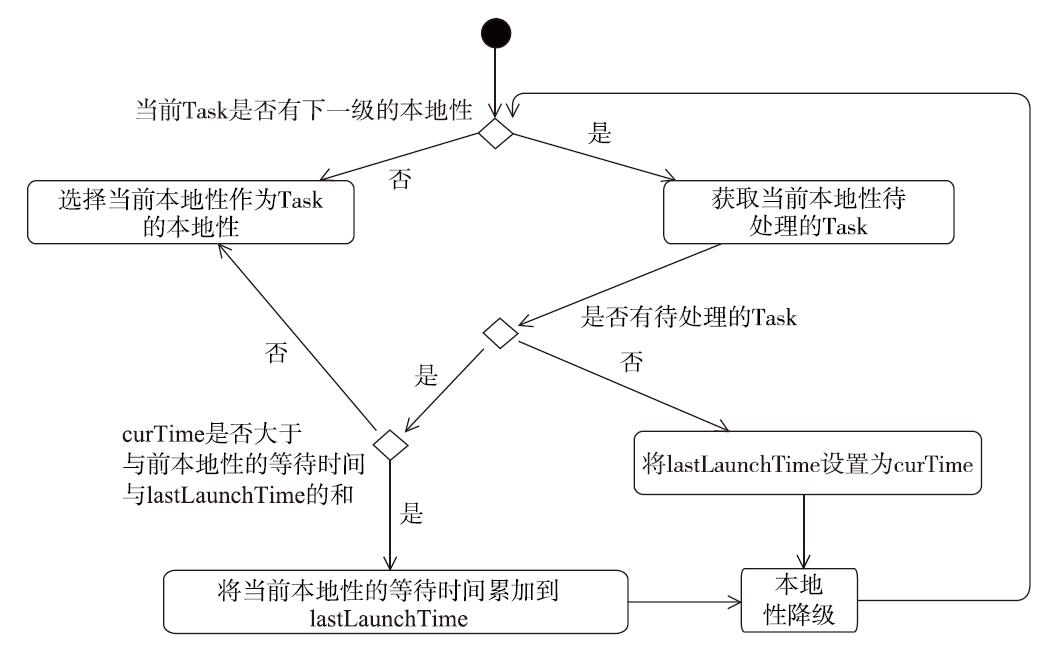 当前Task是否有下一级的本地性
是
否
选择当前本地性作为Task
的本地性
获取当前本地性待
处理的Task
是否有待处理的Task
否
是
否
curTime是否大于
与前本地性的等待时间
与lastLaunchTime的和
将lastLaunchTime设置为curTime
是
将当前本地性的等待时间累加到
lastLaunchTime
本地
性降级